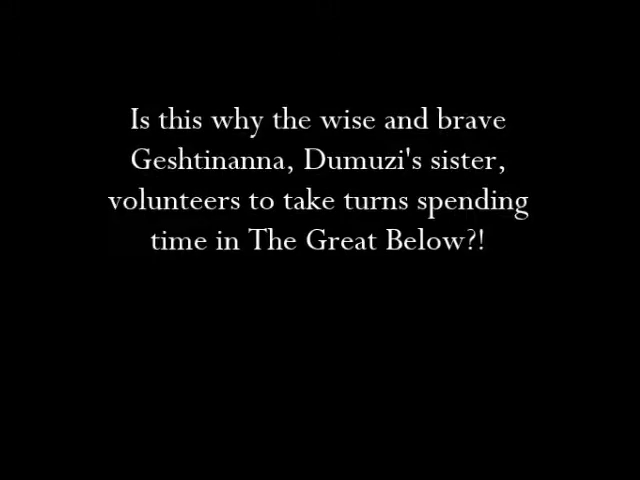 Is this why the wise and brave
Geshtinanna, Dumuzi's sister,
volunteers to take turns spending
time in The Great Below?!